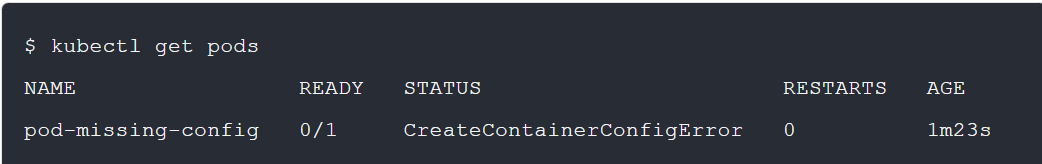 $ kubectl get pods
NAME READY STATUS RESTARTS AGE
pod-missing-config 0/1 CreateContainerConfigError 0 1m23s